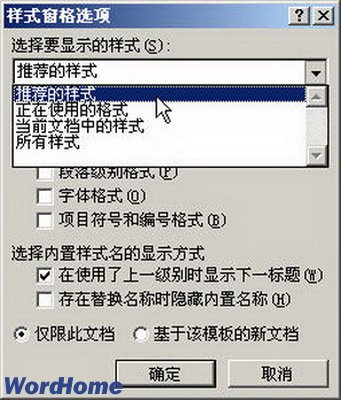 样式窗格选项
选择要显示的样式(S):
推荐的样式
推荐的样式
正在使用的格式
当前文档中的样式
所有样式
段落级别格式(P)
字体格式(O)
项目符号和编号格式(B)
选择内置样式名的显示方式
在使用了上一级别时显示下一标题(W)
存在替换名称时隐藏内置名称(H)
仅限此文档 基于该模板的新文档
确定 取消
WordHome